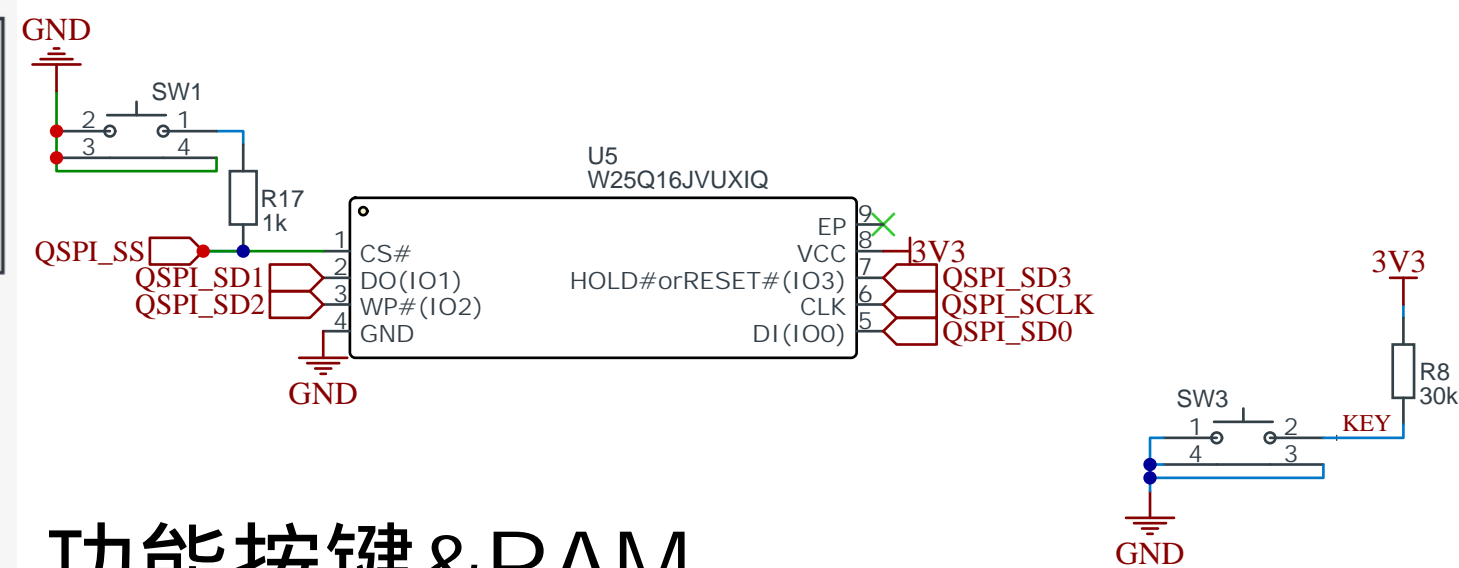 GND
SW1
2 1
3 4
R17
1k
U5
W25Q16JVUXIQ
QSPI_SS
QSPI_SD1
QSPI_SD2
1
2
3
4
CS#
DO(IO1)
WP#(IO2)
GND
EP
VCC
HOLD#orRESET#(IO3)
CLK
DI(IO0)
9
8
7
6
5
3V3
QSPI_SD3
QSPI_SCLK
QSPI_SD0
GND
3V3
R8
30k
SW3
1 2
KEY
4 3
GND
功能按键&RAM